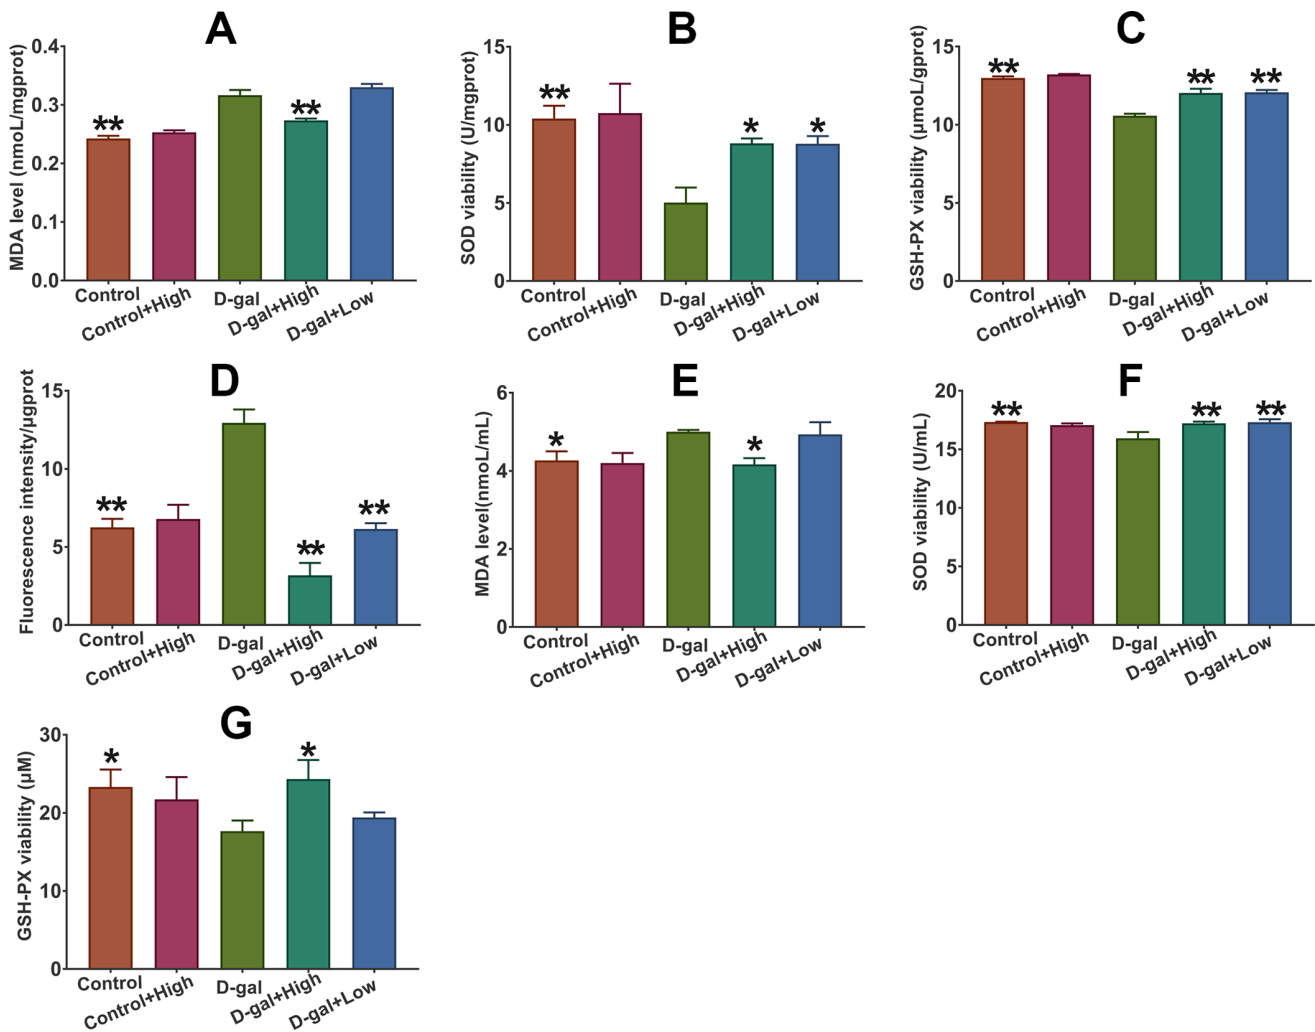 A
MDA level (nmoL/mgprot)
0.4
0.3
0.2
0.1
0.0
**
**
Control
Control+High
D-gal
D-gal+High
D-gal+Low
B
SOD viability (U/mgprot)
15
10
5
0
**
*
*
Control
Control+High
D-gal
D-gal+High
D-gal+Low
C
GSH-PX viability (μmoL/gprot)
15
10
5
0
**
**
**
Control
Control+High
D-gal
D-gal+High
D-gal+Low
D
Fluorescence intensity/μgprot
15
10
5
0
**
**
**
Control
Control+High
D-gal
D-gal+High
D-gal+Low
E
MDA level(nmoL/mL)
6
4
2
0
*
*
Control
Control+High
D-gal
D-gal+High
D-gal+Low
F
SOD viability (U/mL)
20
15
10
5
0
**
**
**
Control
Control+High
D-gal
D-gal+High
D-gal+Low
G
GSH-PX viability (μM)
30
20
10
0
*
*
Control
Control+High
D-gal
D-gal+High
D-gal+Low